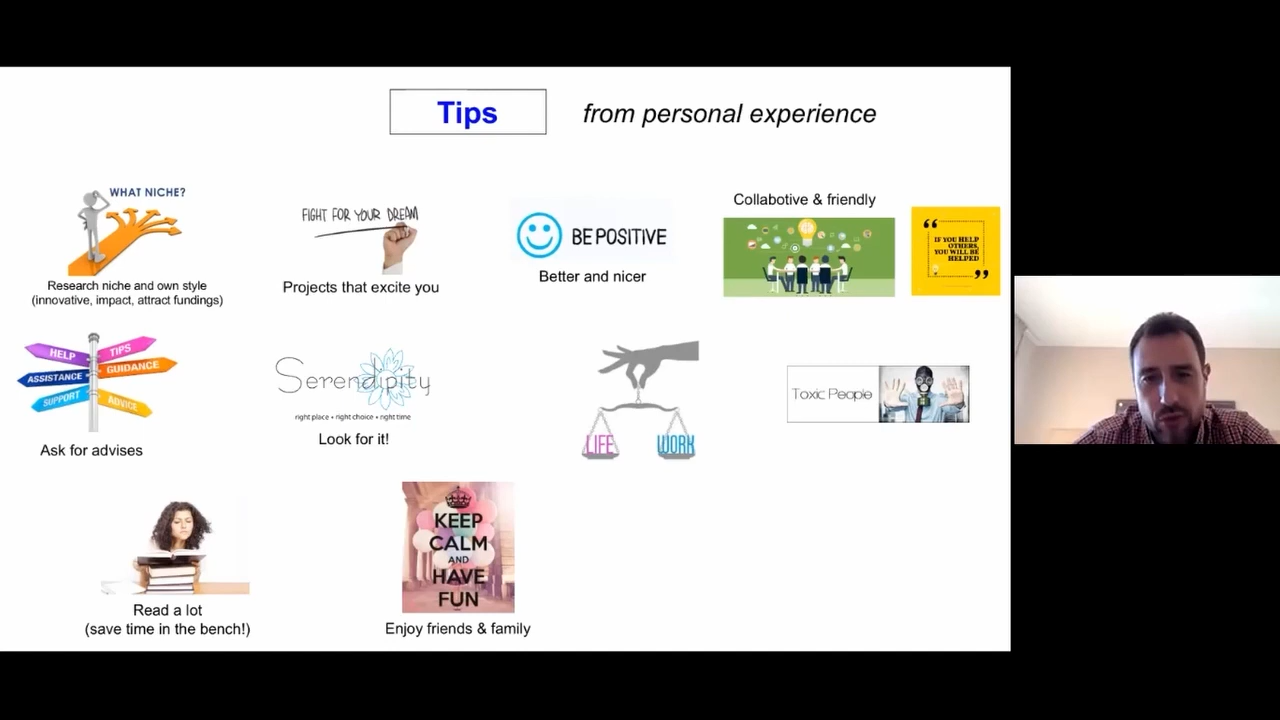 Tips
from personal experience
WHAT NICHE?
Research niche and own style
(innovative, impact, attract fundings)
FIGHT FOR YOUR DREAM
Projects that excite you
BE POSITIVE
Better and nicer
Collabotive & friendly
“
IF YOU HELP
OTHERS,
YOU WILL BE
HELPED
”
HELP
TIPS
GUIDANCE
ASSISTANCE
SUPPORT
ADVICE
Ask for advises
Serendipity
right place • right choice • right time
Look for it!
LIFE
WORK
Toxic People
Read a lot
(save time in the bench!)
KEEP
CALM
AND
HAVE
FUN
Enjoy friends & family